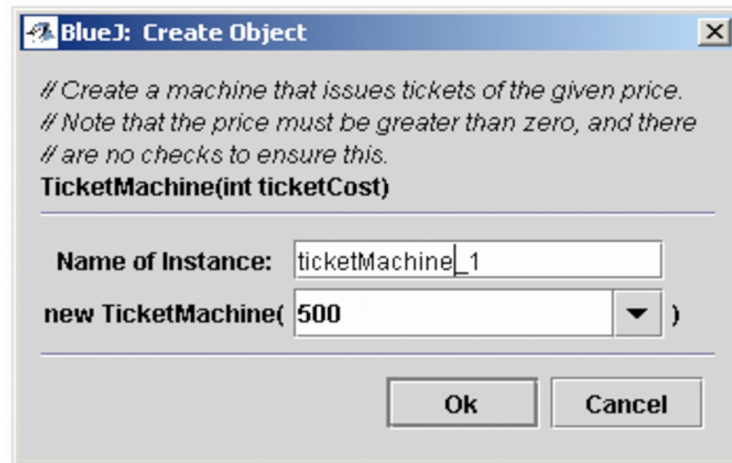 BlueJ: Create Object
// Create a machine that issues tickets of the given price.
// Note that the price must be greater than zero, and there
// are no checks to ensure this.
TicketMachine(int ticketCost)
Name of Instance: ticketMachine_1
new TicketMachine( 500 )
Ok Cancel